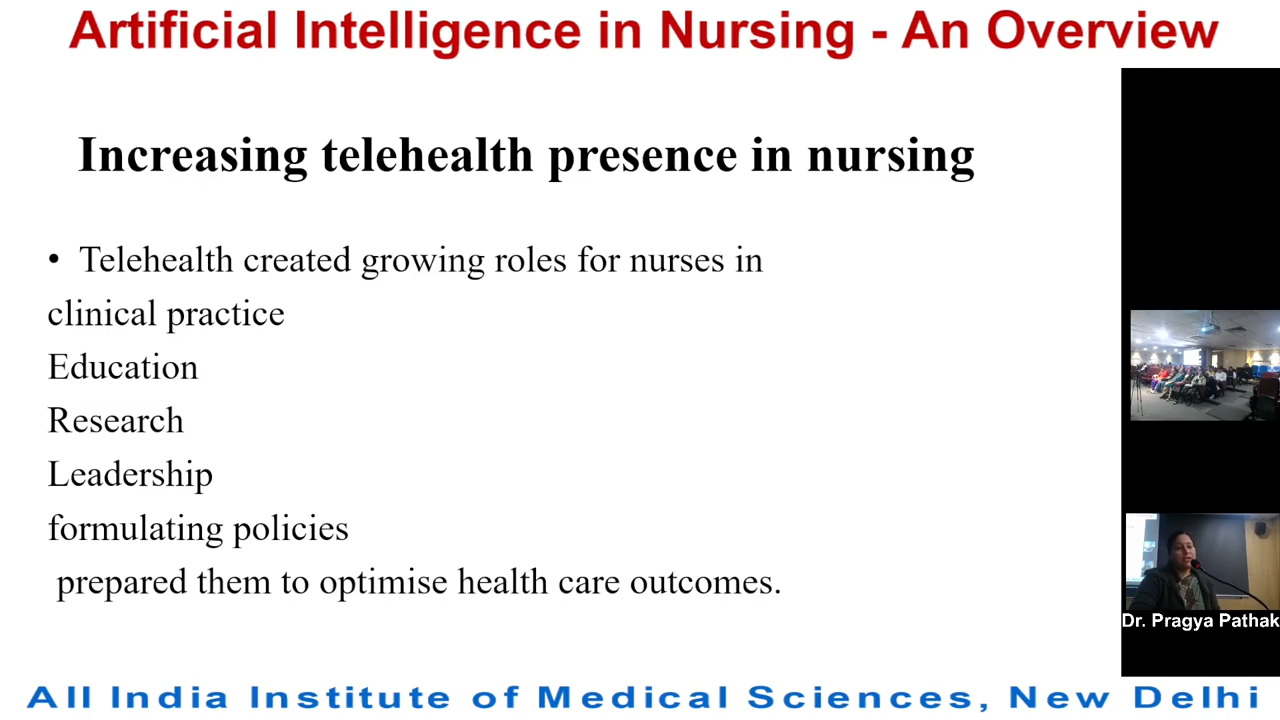 Artificial Intelligence in Nursing - An Overview
Increasing telehealth presence in nursing
• Telehealth created growing roles for nurses in
clinical practice
Education
Research
Leadership
formulating policies
prepared them to optimise health care outcomes.
Dr. Pragya Pathak
All India Institute of Medical Sciences, New Delhi